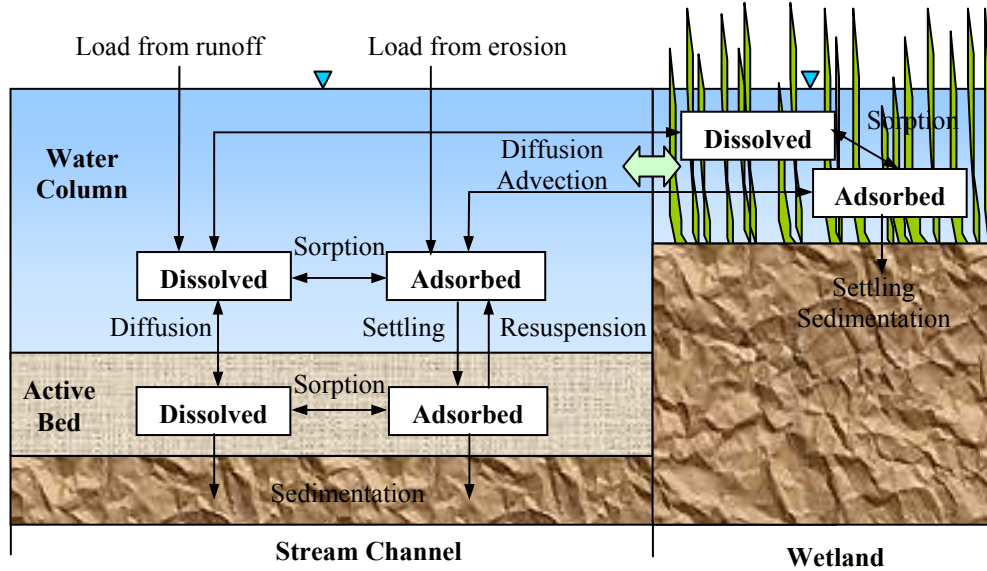 Load from runoff
Load from erosion
Water
Column
Diffusion
Advection
Dissolved
Sorption
Adsorbed
Dissolved
Sorption
Adsorbed
Diffusion
Settling
Resuspension
Settling
Sedimentation
Active
Bed
Dissolved
Sorption
Adsorbed
Sedimentation
Stream Channel
Wetland